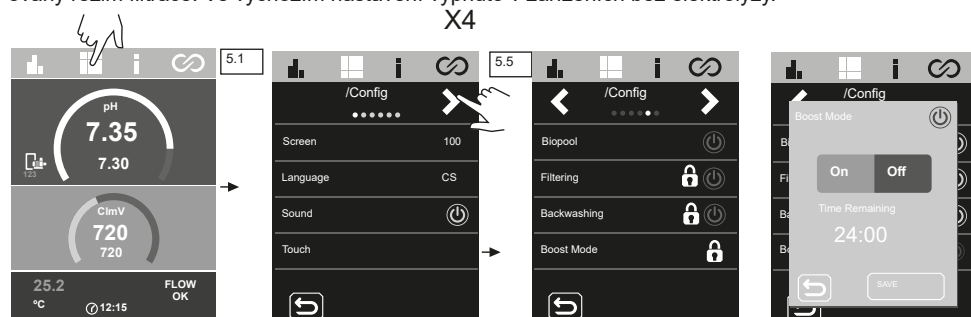 X4
pH
7.35
7.30
123
ClmV
720
720
25.2
ºC
12:15
FLOW
OK
5.1
/Config
Screen
100
Language
CS
Sound
Touch
5.5
/Config
Biopool
Filtering
Backwashing
Boost Mode
/Config
Boost Mode
On
Off
Time Remaining
24:00
SAVE